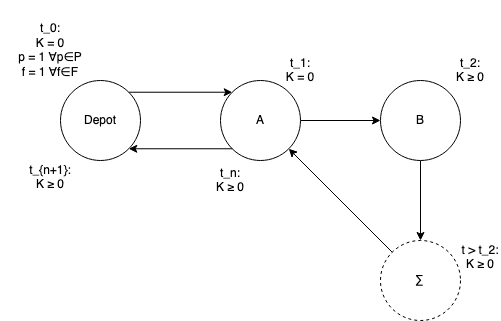 t_0:
K = 0
p = 1 ∀p∈P
f = 1 ∀f∈F
t_1:
K = 0
t_2:
K ≥ 0
Depot
A
B
t_{n+1}:
K ≥ 0
t_n:
K ≥ 0
t > t_2:
K ≥ 0
Σ